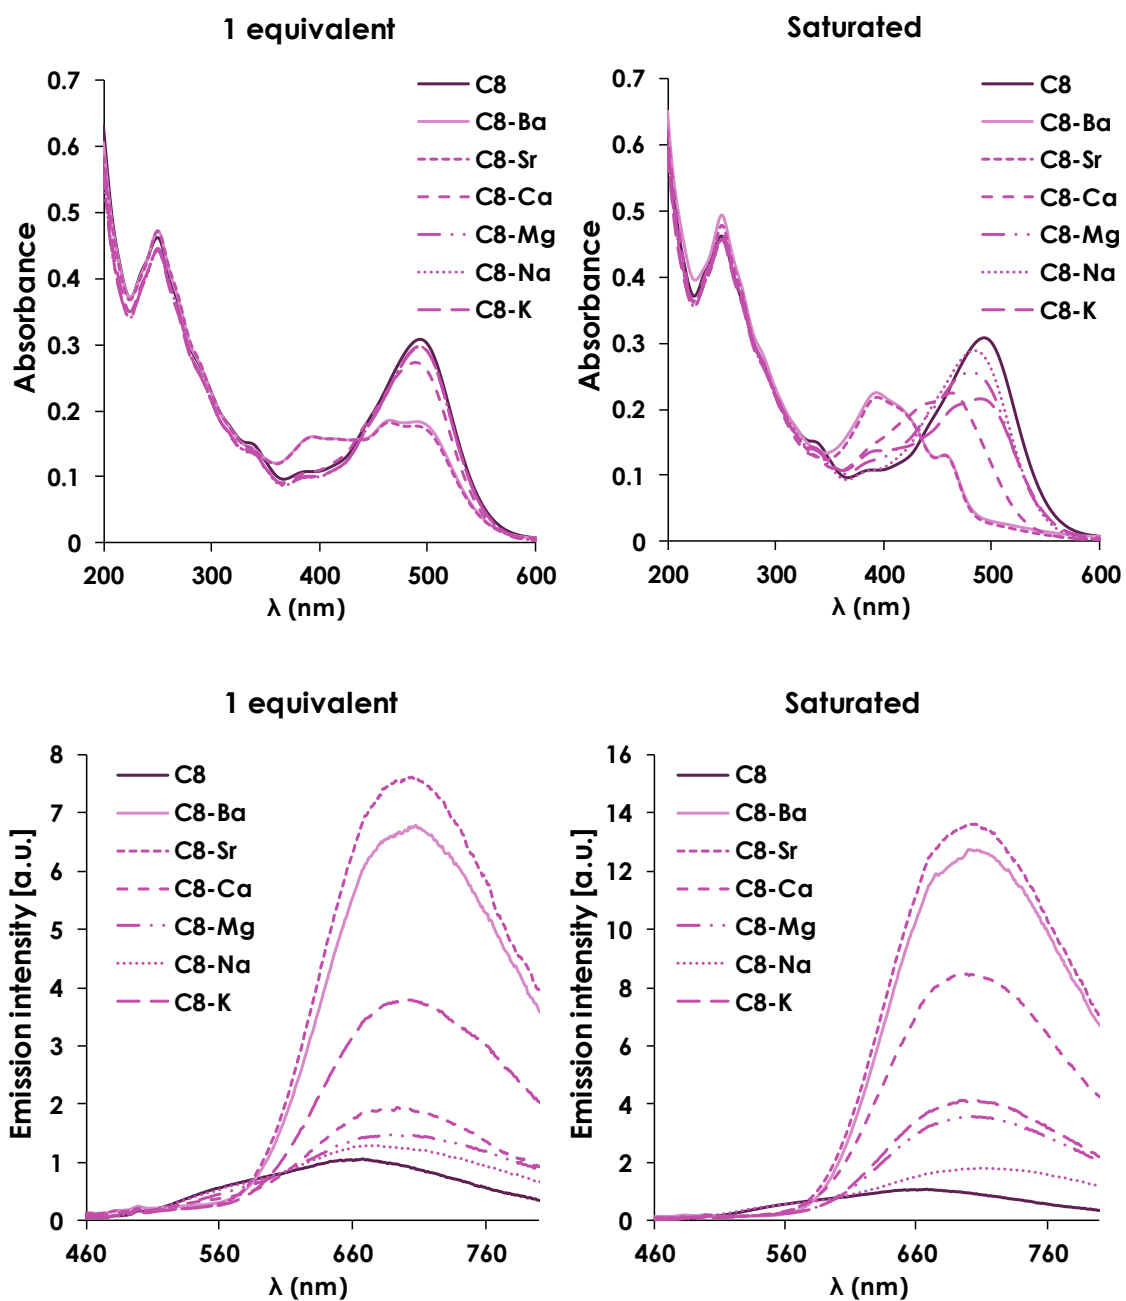 1 equivalent
Absorbance
0.7
0.6
0.5
0.4
0.3
0.2
0.1
0
C8
C8-Ba
C8-Sr
C8-Ca
C8-Mg
C8-Na
C8-K
200 300 400 500 600
λ (nm)
Saturated
Absorbance
0.7
0.6
0.5
0.4
0.3
0.2
0.1
0
C8
C8-Ba
C8-Sr
C8-Ca
C8-Mg
C8-Na
C8-K
200 300 400 500 600
λ (nm)
1 equivalent
Emission intensity [a.u.]
8
7
6
5
4
3
2
1
0
C8
C8-Ba
C8-Sr
C8-Ca
C8-Mg
C8-Na
C8-K
460 560 660 760
λ (nm)
Saturated
Emission intensity [a.u.]
16
14
12
10
8
6
4
2
0
C8
C8-Ba
C8-Sr
C8-Ca
C8-Mg
C8-Na
C8-K
460 560 660 760
λ (nm)